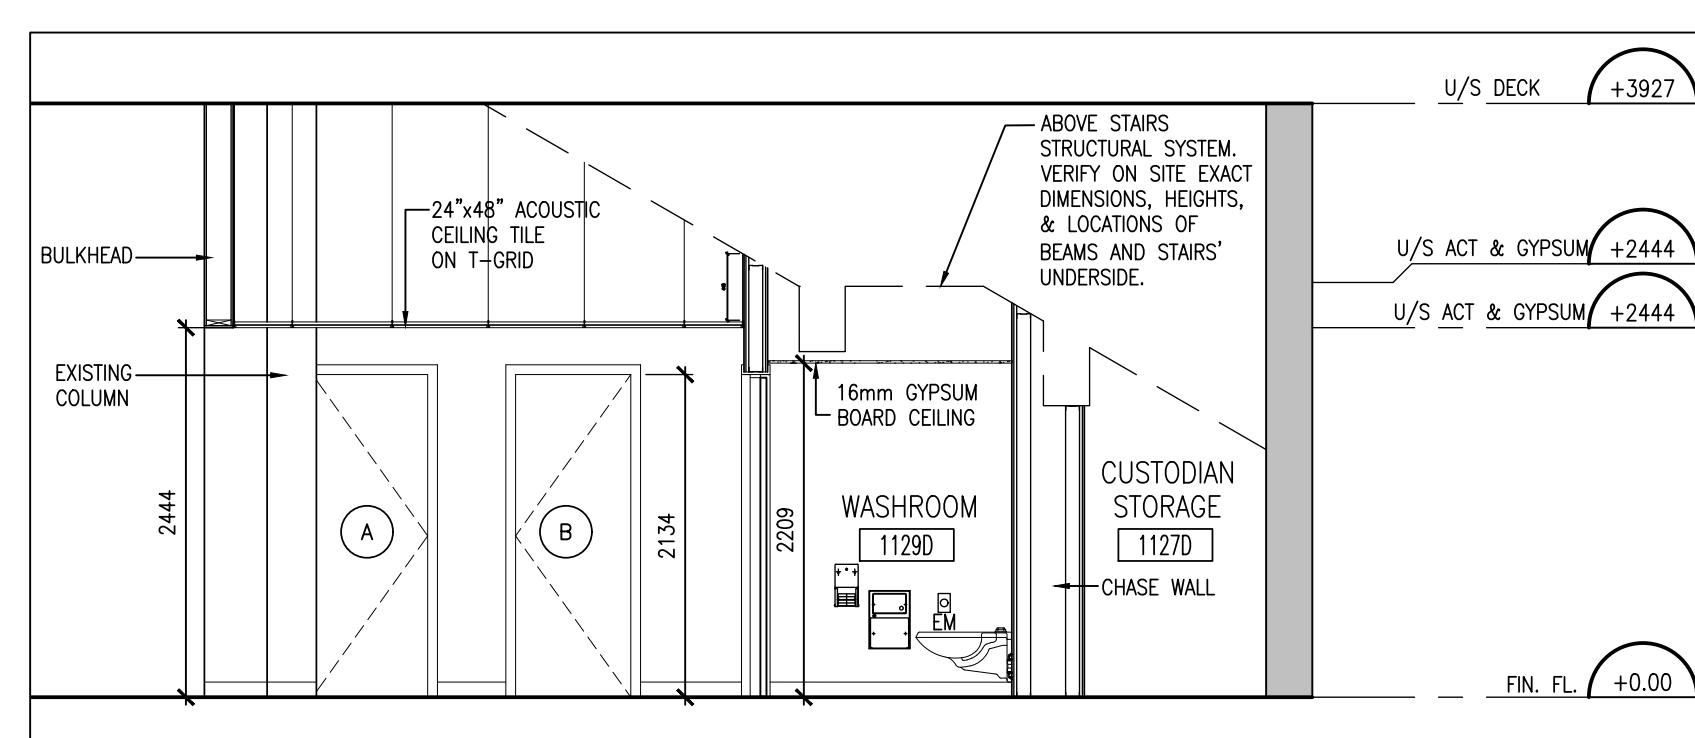 U/S DECK
+3927
ABOVE STAIRS
STRUCTURAL SYSTEM.
VERIFY ON SITE EXACT
DIMENSIONS, HEIGHTS,
& LOCATIONS OF
BEAMS AND STAIRS'
UNDERSIDE.
24"x48" ACOUSTIC
CEILING TILE
ON T-GRID
BULKHEAD
U/S ACT & GYPSUM
+2444
U/S ACT & GYPSUM
+2444
EXISTING
COLUMN
16mm GYPSUM
BOARD CEILING
2444
A
B
2134
2209
WASHROOM
1129D
CUSTODIAN
STORAGE
1127D
CHASE WALL
EM
FIN. FL.
+0.00